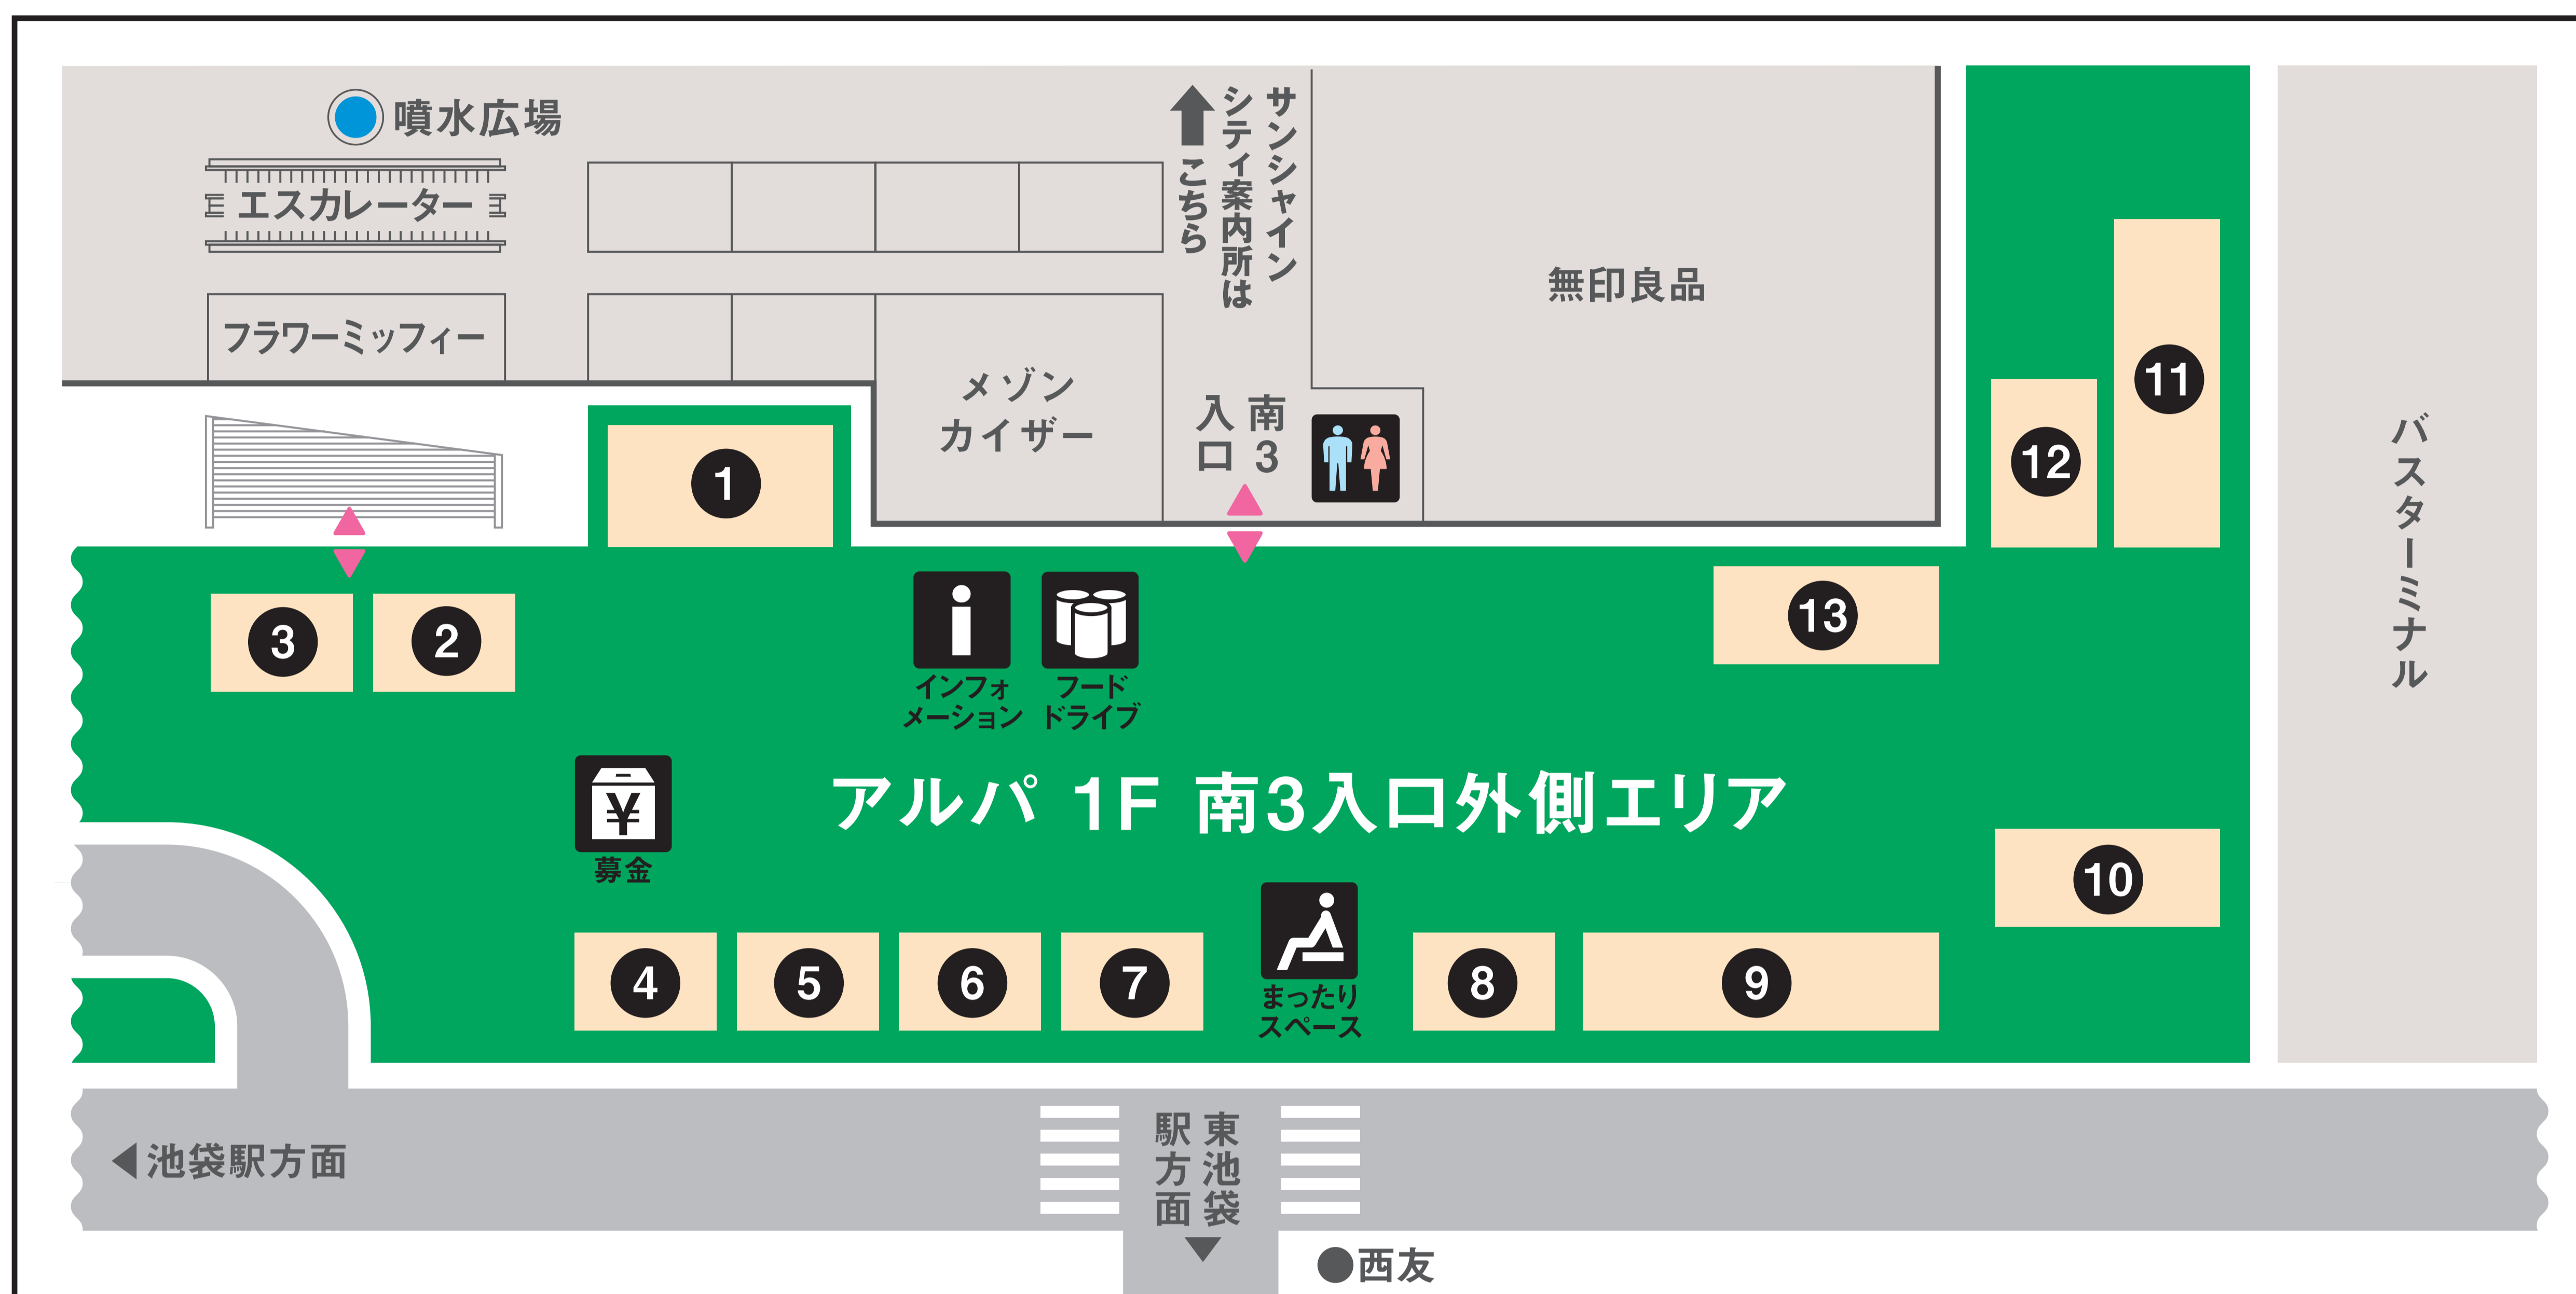 噴水広場
エスカレーター
フラワーミッフィー
サンシャイン
シティ案内所は
こちら
無印良品
メゾン
カイザー
南3
入口
バスターミナル
1
2
3
11
12
13
インフォ
メーション
フード
ドライブ
¥
募金
アルパ 1F 南3入口外側エリア
10
4
5
6
7
まったり
スペース
8
9
池袋駅方面
東池袋
駅方面
西友